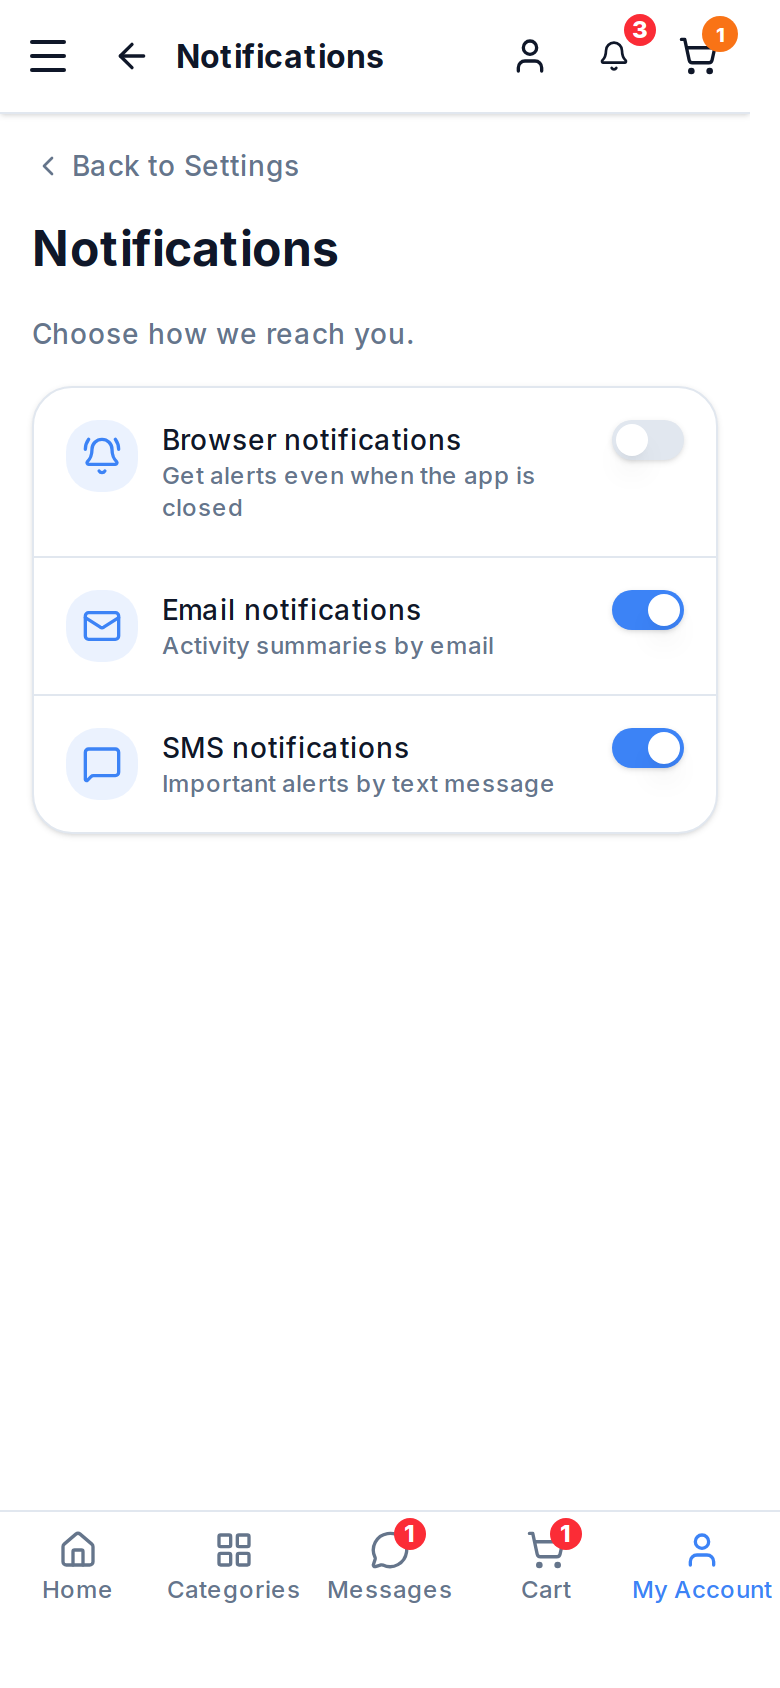 Notifications
3
1
Back to Settings
Notifications
Choose how we reach you.
Browser notifications
Get alerts even when the app is
closed
Email notifications
Activity summaries by email
SMS notifications
Important alerts by text message
1
1
Home
Categories
Messages
Cart
My Account